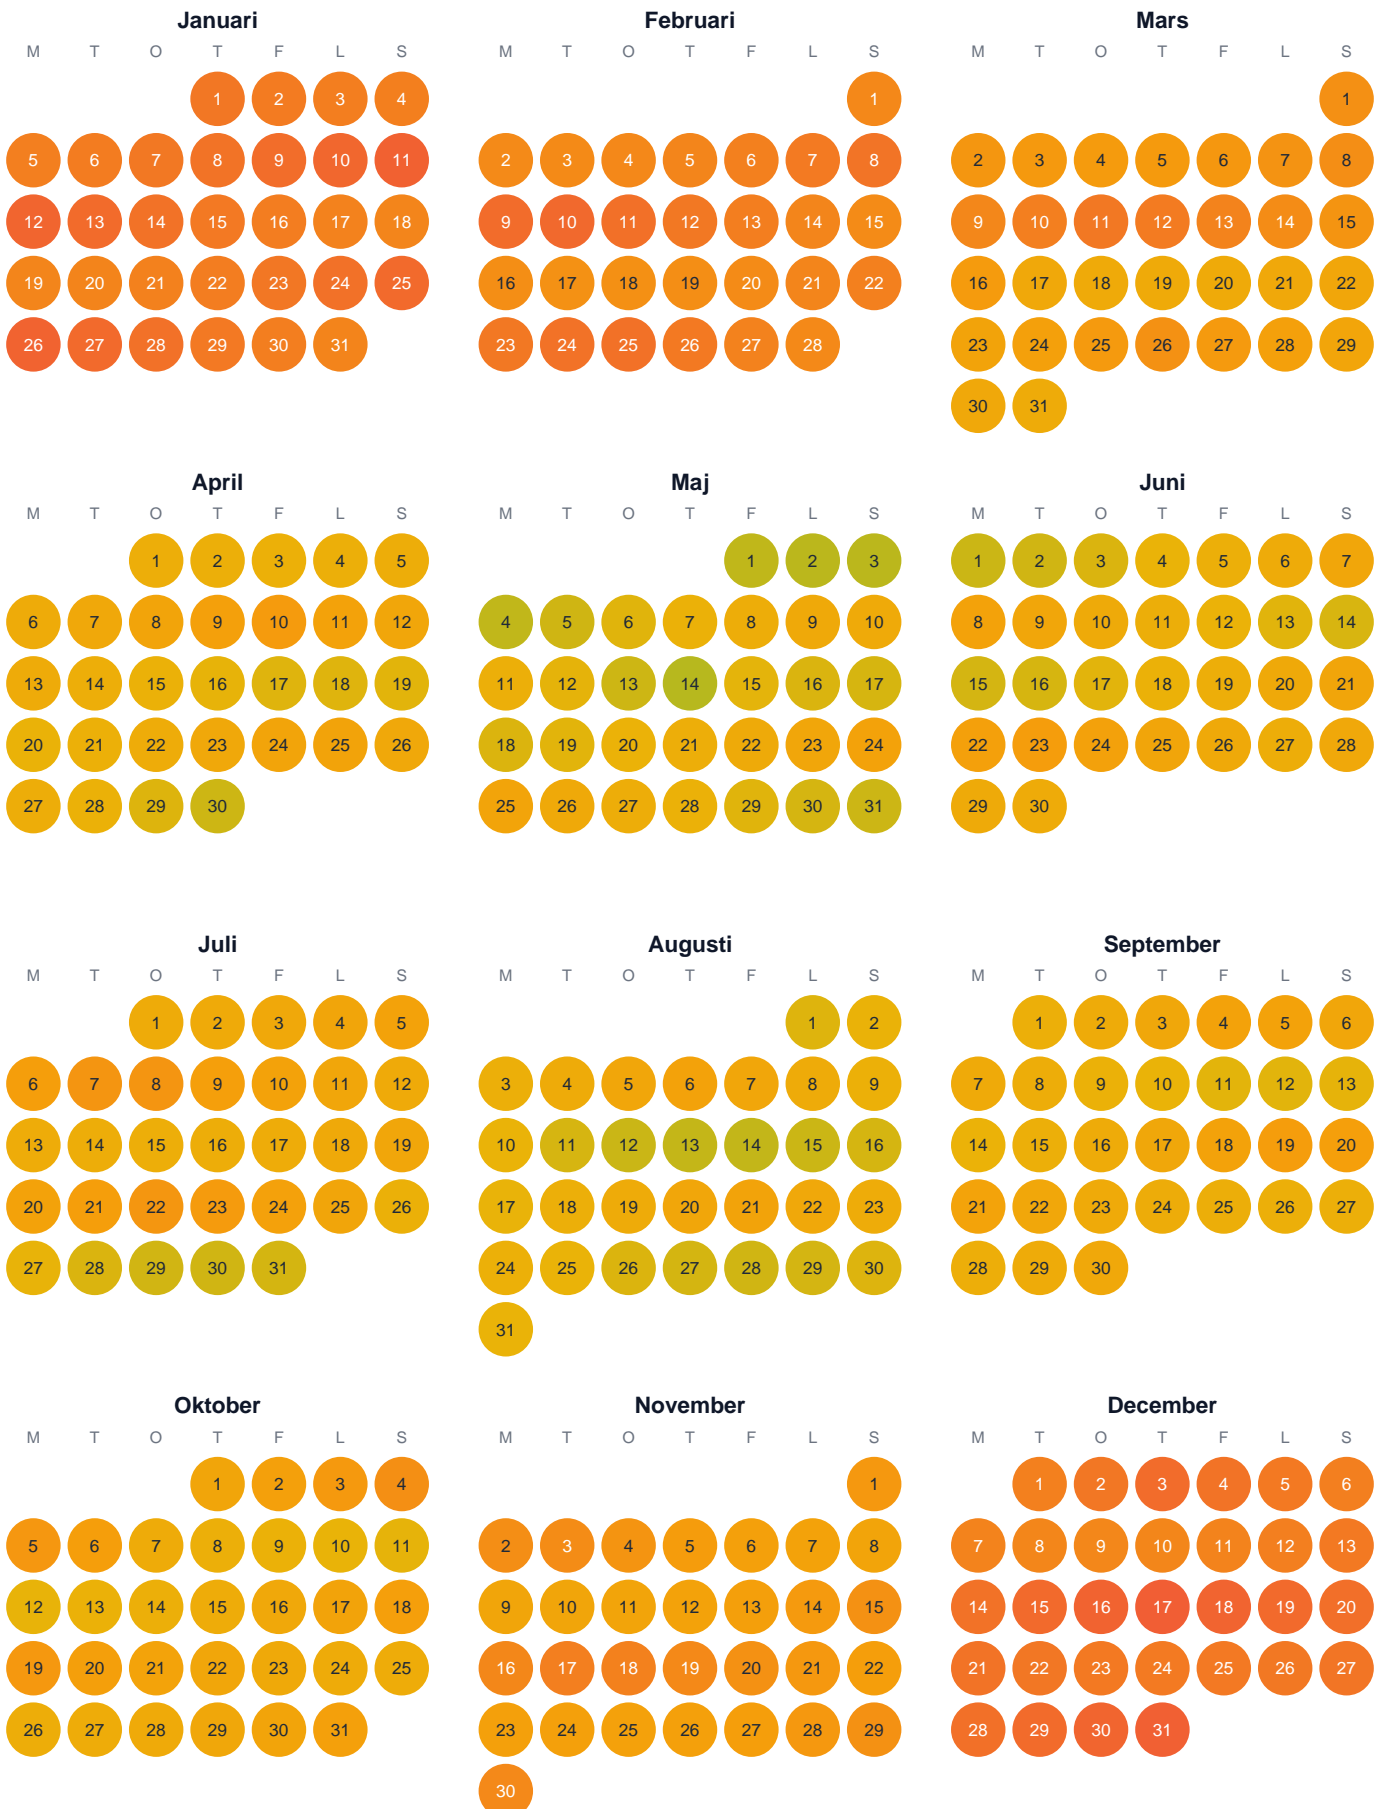 Januari Februari Mars
M T O T F L S M T O T F L S M T O T F L S
1 2 3 4 1 1
5 6 7 8 9 10 11 2 3 4 5 6 7 8 2 3 4 5 6 7 8
12 13 14 15 16 17 18 9 10 11 12 13 14 15 9 10 11 12 13 14 15
19 20 21 22 23 24 25 16 17 18 19 20 21 22 16 17 18 19 20 21 22
26 27 28 29 30 31 23 24 25 26 27 28 23 24 25 26 27 28 29
30 31
April Maj Juni
M T O T F L S M T O T F L S M T O T F L S
1 2 3 4 5 1 2 3 1 2 3 4 5 6 7
6 7 8 9 10 11 12 4 5 6 7 8 9 10 8 9 10 11 12 13 14
13 14 15 16 17 18 19 11 12 13 14 15 16 17 15 16 17 18 19 20 21
20 21 22 23 24 25 26 18 19 20 21 22 23 24 22 23 24 25 26 27 28
27 28 29 30 25 26 27 28 29 30 31 29 30
Juli Augusti September
M T O T F L S M T O T F L S M T O T F L S
1 2 3 4 5 1 2 1 2 3 4 5 6
6 7 8 9 10 11 12 3 4 5 6 7 8 9 7 8 9 10 11 12 13
13 14 15 16 17 18 19 10 11 12 13 14 15 16 14 15 16 17 18 19 20
20 21 22 23 24 25 26 17 18 19 20 21 22 23 21 22 23 24 25 26 27
27 28 29 30 31 24 25 26 27 28 29 30 28 29 30
31
Oktober November December
M T O T F L S M T O T F L S M T O T F L S
1 2 3 4 1 1 2 3 4 5 6
5 6 7 8 9 10 11 2 3 4 5 6 7 8 7 8 9 10 11 12 13
12 13 14 15 16 17 18 9 10 11 12 13 14 15 14 15 16 17 18 19 20
19 20 21 22 23 24 25 16 17 18 19 20 21 22 21 22 23 24 25 26 27
26 27 28 29 30 31 23 24 25 26 27 28 29 28 29 30 31
30